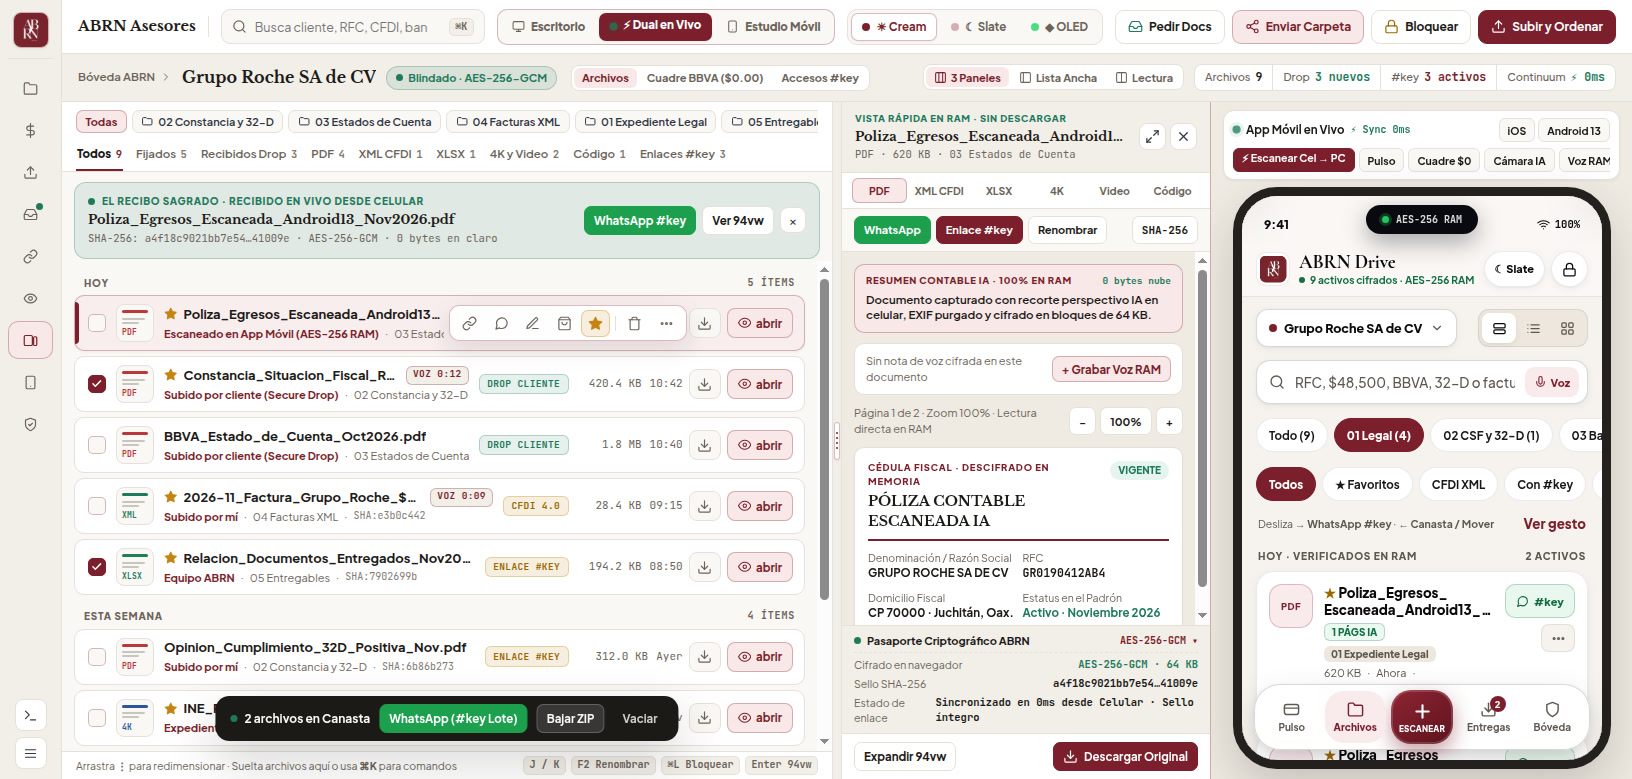 ABRN Asesores
Busca cliente, RFC, CFDI, ban ⌘K
Escritorio
⚡ Dual en Vivo
Estudio Móvil
☀ Cream
☾ Slate
◆ OLED
Pedir Docs
Enviar Carpeta
Bloquear
Subir y Ordenar
Bóveda ABRN
Grupo Roche SA de CV
Blindado · AES-256-GCM
Archivos
Cuadre BBVA ($0.00)
Accesos #key
3 Paneles
Lista Ancha
Lectura
Archivos 9
Drop 3 nuevos
#key 3 activos
Continuum ⚡ 0ms
Todas
02 Constancia y 32-D
03 Estados de Cuenta
04 Facturas XML
01 Expediente Legal
05 Entregabl
Todos 9
Fijados 5
Recibidos Drop 3
PDF 4
XML CFDI 1
XLSX 1
4K y Video 2
Código 1
Enlaces #key 3
EL RECIBO SAGRADO · RECIBIDO EN VIVO DESDE CELULAR
Poliza_Egresos_Escaneada_Android13_Nov2026.pdf
SHA-256: a4f18c9021bb7e54…41009e · AES-256-GCM · 0 bytes en claro
WhatsApp #key
Ver 94vw
×
HOY
5 ÍTEMS
PDF
★ Poliza_Egresos_Escaneada_Android13…
Escaneado en App Móvil (AES-256 RAM) · 03 Estad
abrir
PDF
★ Constancia_Situacion_Fiscal_R… VOZ 0:12
Subido por cliente (Secure Drop) · 02 Constancia y 32-D
DROP CLIENTE
420.4 KB 10:42
abrir
PDF
BBVA_Estado_de_Cuenta_Oct2026.pdf
Subido por cliente (Secure Drop) · 03 Estados de Cuenta
DROP CLIENTE
1.8 MB 10:40
abrir
XML
★ 2026-11_Factura_Grupo_Roche_$… VOZ 0:09
Subido por mí · 04 Facturas XML · SHA:e3b0c442
CFDI 4.0
28.4 KB 09:15
abrir
XLSX
★ Relacion_Documentos_Entregados_Nov20…
Equipo ABRN · 05 Entregables · SHA:7902699b
ENLACE #KEY
194.2 KB 08:50
abrir
ESTA SEMANA
4 ÍTEMS
PDF
Opinion_Cumplimiento_32D_Positiva_Nov.pdf
Subido por mí · 02 Constancia y 32-D · SHA:6b86b273
ENLACE #KEY
312.0 KB Ayer
abrir
4K
INE_
Expedien
abrir
2 archivos en Canasta
WhatsApp (#key Lote)
Bajar ZIP
Vaciar
Arrastra ⋮ para redimensionar · Suelta archivos aquí o usa ⌘K para comandos
J / K
F2 Renombrar
⌘L Bloquear
Enter 94vw
VISTA RÁPIDA EN RAM · SIN DESCARGAR
Poliza_Egresos_Escaneada_Android1…
PDF · 620 KB · 03 Estados de Cuenta
PDF
XML CFDI
XLSX
4K
Video
Código
WhatsApp
Enlace #key
Renombrar
SHA-256
RESUMEN CONTABLE IA · 100% EN RAM
0 bytes nube
Documento capturado con recorte perspectivo IA en
celular, EXIF purgado y cifrado en bloques de 64 KB.
Sin nota de voz cifrada en este
documento
+ Grabar Voz RAM
Página 1 de 2 · Zoom 100% · Lectura
directa en RAM
−
100%
+
CÉDULA FISCAL · DESCIFRADO EN
MEMORIA
VIGENTE
PÓLIZA CONTABLE
ESCANEADA IA
Denominación / Razón Social
GRUPO ROCHE SA DE CV
RFC
GRO190412AB4
Domicilio Fiscal
CP 70000 · Juchitán, Oax.
Estatus en el Padrón
Activo · Noviembre 2026
Pasaporte Criptográfico ABRN
AES-256-GCM ▾
Cifrado en navegador
AES-256-GCM · 64 KB
Sello SHA-256
a4f18c9021bb7e54…41009e
Estado de
enlace
Sincronizado en 0ms desde Celular · Sello
íntegro
Expandir 94vw
Descargar Original
App Móvil en Vivo ⚡ Sync 0ms
iOS
Android 13
⚡ Escanear Cel → PC
Pulso
Cuadre $0
Cámara IA
Voz RAM
9:41
AES-256 RAM
100%
ABRN Drive
9 activos cifrados · AES-256 RAM
☾ Slate
Grupo Roche SA de CV
RFC, $48,500, BBVA, 32-D o factu
Voz
Todo (9)
01 Legal (4)
02 CSF y 32-D (1)
03 Ba
Todos
★ Favoritos
CFDI XML
Con #key
Desliza → WhatsApp #key · ← Canasta / Mover
Ver gesto
HOY · VERIFICADOS EN RAM
2 ACTIVOS
PDF
★ Poliza_Egresos_
Escaneada_Android13_…
1 PÁGS IA
01 Expediente Legal
620 KB · Ahora ·
#key
Pulso
Archivos
ESCANEAR
2
Entregas
Bóveda
★ Poliza_Egresos_